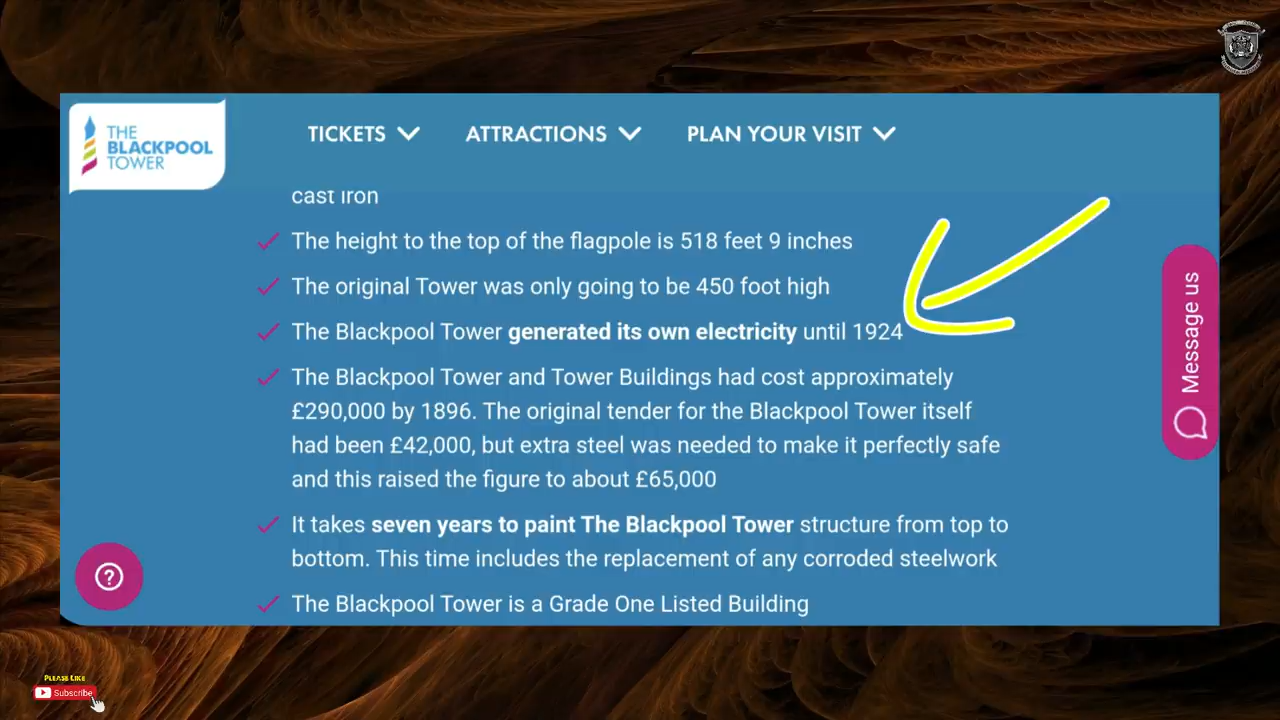 THE
BLACKPOOL
TOWER
TICKETS
ATTRACTIONS
PLAN YOUR VISIT
cast iron
The height to the top of the flagpole is 518 feet 9 inches
The original Tower was only going to be 450 foot high
The Blackpool Tower generated its own electricity until 1924
The Blackpool Tower and Tower Buildings had cost approximately
£290,000 by 1896. The original tender for the Blackpool Tower itself
had been £42,000, but extra steel was needed to make it perfectly safe
and this raised the figure to about £65,000
It takes seven years to paint The Blackpool Tower structure from top to
bottom. This time includes the replacement of any corroded steelwork
The Blackpool Tower is a Grade One Listed Building
Message us
?
PLEASE LIKE
Subscribe